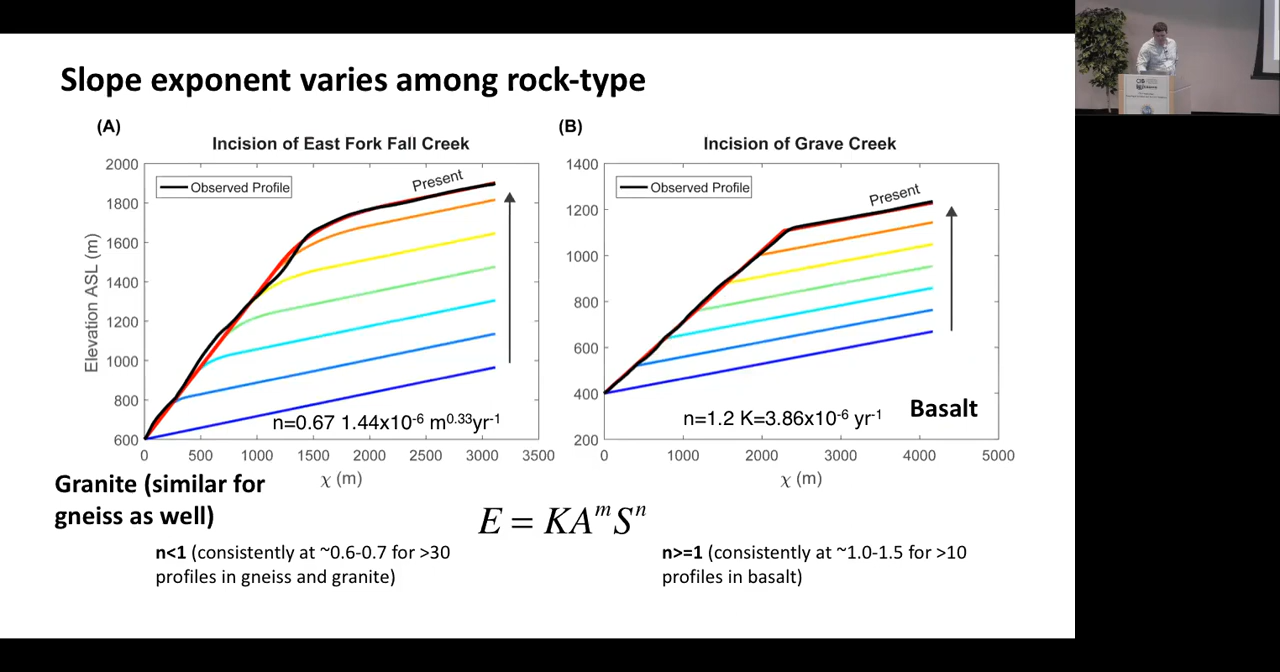 Slope exponent varies among rock-type
(A)
Incision of East Fork Fall Creek
2000
1800
1600
1400
1200
1000
800
600
Elevation ASL (m)
Observed Profile
Present
n=0.67 1.44x10-6 m0.33yr-1
0 500 1000 1500 2000 2500 3000 3500
χ (m)
Granite (similar for
gneiss as well)
(B)
Incision of Grave Creek
1400
1200
1000
800
600
400
200
Observed Profile
Present
n=1.2 K=3.86x10-6 yr-1
Basalt
0 1000 2000 3000 4000 5000
χ (m)
E = KAmSn
n<1 (consistently at ~0.6-0.7 for >30
profiles in gneiss and granite)
n>=1 (consistently at ~1.0-1.5 for >10
profiles in basalt)